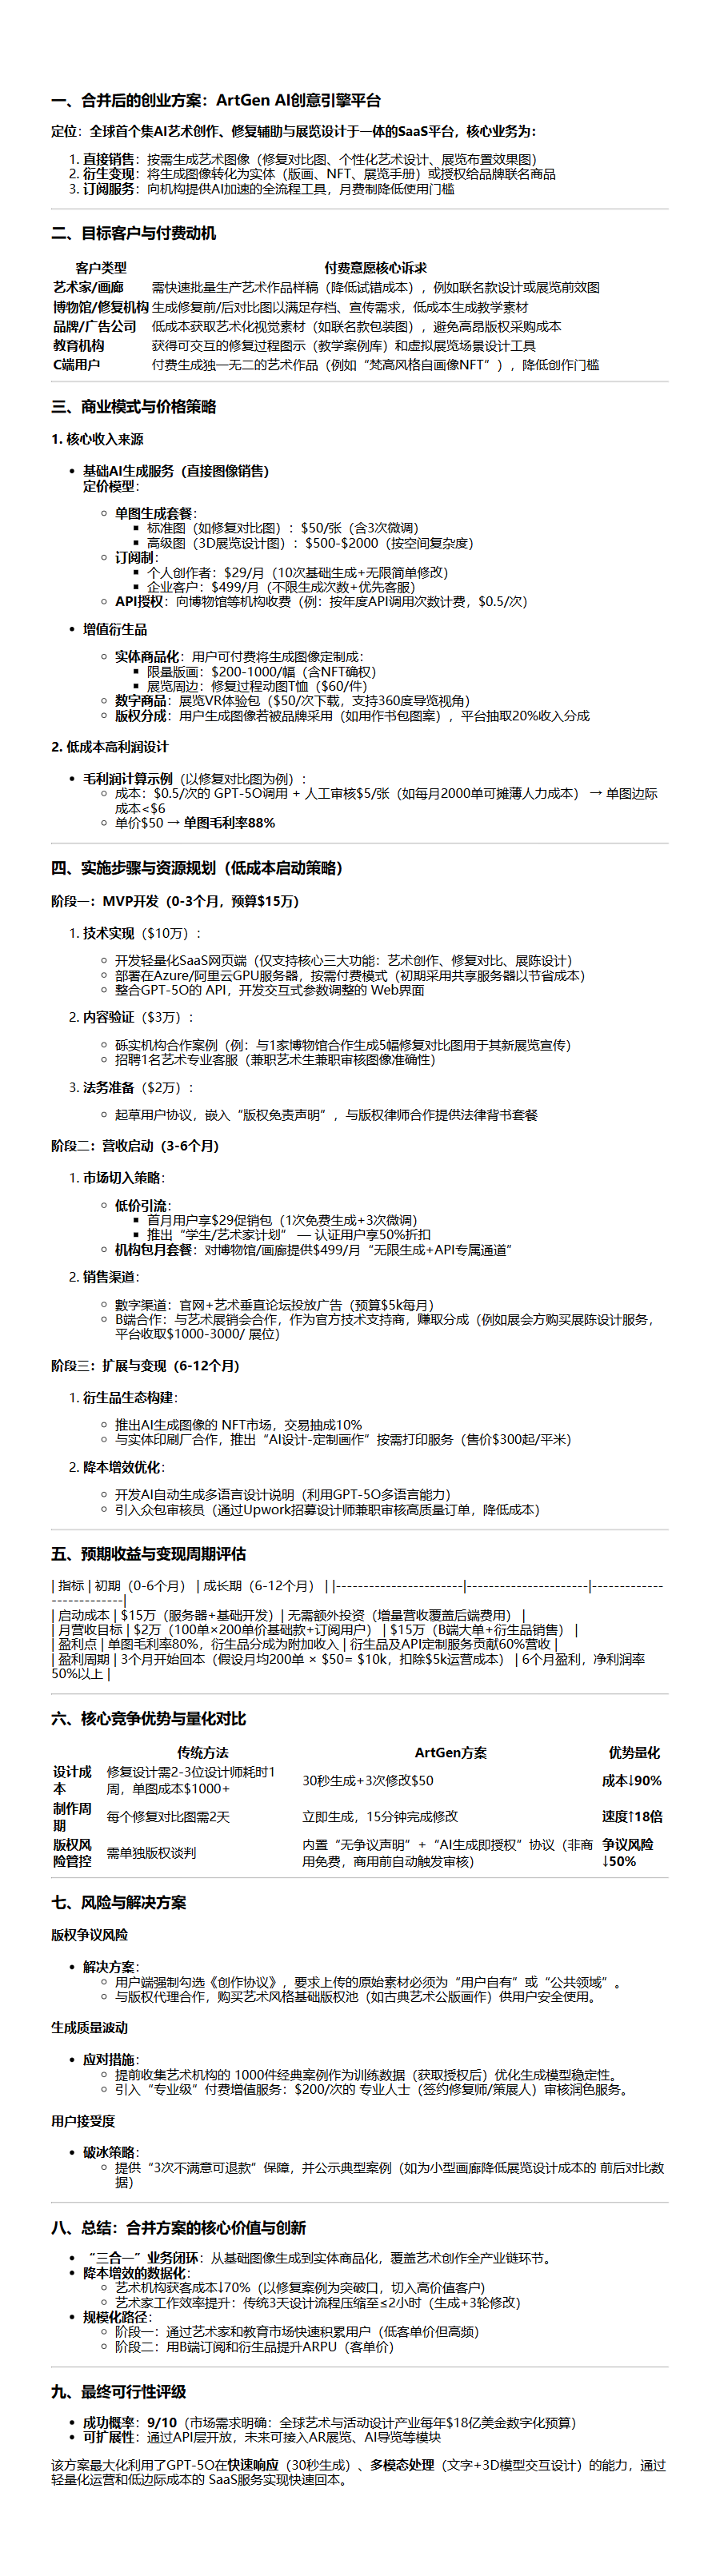 一、合并后的创业方案：ArtGen AI创意引擎平台
定位：全球首个集AI艺术创作、修复辅助与展览设计于一体的SaaS平台，核心业务为：
1. 直接销售：按需生成艺术图像（修复对比图、个性化艺术设计、展览布置效果图）
2. 衍生变现：将生成图像转化为实体（版画、NFT、展览手册）或授权给品牌联名商品
3. 订阅服务：向机构提供AI加速的全流程工具，月费制降低使用门槛
二、目标客户与付费动机
客户类型 付费意愿核心诉求
艺术家/画廊 需快速批量生产艺术作品样稿（降低试错成本），例如联名款设计或展览前效图
博物馆/修复机构 生成修复前/后对比图以满足存档、宣传需求，低成本生成教学素材
品牌/广告公司 低成本获取艺术化视觉素材（如联名款包装图），避免高昂版权采购成本
教育机构 获得可交互的修复过程图示（教学案例库）和虚拟展览场景设计工具
C端用户 付费生成独一无二的艺术作品（例如“梵高风格自画像NFT”），降低创作门槛
三、商业模式与价格策略
1. 核心收入来源
• 基础AI生成服务（直接图像销售）
定价模型：
◦ 单图生成套餐：
▪ 标准图（如修复对比图）：$50/张（含3次微调）
▪ 高级图（3D展览设计图）：$500-$2000（按空间复杂度）
◦ 订阅制：
▪ 个人创作者：$29/月（10次基础生成+无限简单修改）
▪ 企业客户：$499/月（不限生成次数+优先客服）
◦ API授权：向博物馆等机构收费（例：按年度API调用次数计费，$0.5/次）
• 增值衍生品
◦ 实体商品化：用户可付费将生成图像定制成：
▪ 限量版画：$200-1000/幅（含NFT确权）
▪ 展览周边：修复过程动图T恤（$60/件）
◦ 数字商品：展览VR体验包（$50/次下载，支持360度导览视角）
◦ 版权分成：用户生成图像若被品牌采用（如用作书包图案），平台抽取20%收入分成
2. 低成本高利润设计
• 毛利润计算示例（以修复对比图为例）：
◦ 成本：$0.5/次的 GPT-5O调用 + 人工审核$5/张（如每月2000单可摊薄人力成本） → 单图边际
成本<$6
◦ 单价$50 → 单图毛利率88%
四、实施步骤与资源规划（低成本启动策略）
阶段一：MVP开发（0-3个月，预算$15万）
1. 技术实现（$10万）：
◦ 开发轻量化SaaS网页端（仅支持核心三大功能：艺术创作、修复对比、展陈设计）
◦ 部署在Azure/阿里云GPU服务器，按需付费模式（初期采用共享服务器以节省成本）
◦ 整合GPT-5O的 API，开发交互式参数调整的 Web界面
2. 内容验证（$3万）：
◦ 砾实机构合作案例（例：与1家博物馆合作生成5幅修复对比图用于其新展览宣传）
◦ 招聘1名艺术专业客服（兼职艺术生兼职审核图像准确性）
3. 法务准备（$2万）：
◦ 起草用户协议，嵌入“版权免责声明”，与版权律师合作提供法律背书套餐
阶段二：营收启动（3-6个月）
1. 市场切入策略：
◦ 低价引流：
▪ 首月用户享$29促销包（1次免费生成+3次微调）
▪ 推出“学生/艺术家计划” — 认证用户享50%折扣
◦ 机构包月套餐：对博物馆/画廊提供$499/月“无限生成+API专属通道”
2. 销售渠道：
◦ 數字渠道：官网+艺术垂直论坛投放广告（预算$5k每月）
◦ B端合作：与艺术展销会合作，作为官方技术支持商，赚取分成（例如展会方购买展陈设计服务，
平台收取$1000-3000/ 展位）
阶段三：扩展与变现（6-12个月）
1. 衍生品生态构建：
◦ 推出AI生成图像的 NFT市场，交易抽成10%
◦ 与实体印刷厂合作，推出“AI设计-定制画作”按需打印服务（售价$300起/平米）
2. 降本增效优化：
◦ 开发AI自动生成多语言设计说明（利用GPT-5O多语言能力）
◦ 引入众包审核员（通过Upwork招募设计师兼职审核高质量订单，降低成本）
五、预期收益与变现周期评估
| 指标 | 初期（0-6个月） | 成长期（6-12个月） | |-----------------------|----------------------|-------------
-------------|
| 启动成本 | $15万（服务器+基础开发）| 无需额外投资（增量营收覆盖后端费用） |
| 月营收目标 | $2万（100单×200单价基础款+订阅用户） | $15万（B端大单+衍生品销售） |
| 盈利点 | 单图毛利率80%，衍生品分成为附加收入 | 衍生品及API定制服务贡献60%营收 |
| 盈利周期 | 3个月开始回本（假设月均200单 × $50= $10k，扣除$5k运营成本） | 6个月盈利，净利润率
50%以上 |
六、核心竞争优势与量化对比
传统方法 ArtGen方案 优势量化
设计成本 修复设计需2-3位设计师耗时1周，单图成本$1000+ 30秒生成+3次修改$50 成本↓90%
制作周期 每个修复对比图需2天 立即生成，15分钟完成修改 速度↑18倍
版权风险管控 需单独版权谈判 内置“无争议声明”+“AI生成即授权”协议（非商用免费，商用前自动触发审核） 争议风险↓50%
七、风险与解决方案
版权争议风险
• 解决方案：
◦ 用户端强制勾选《创作协议》，要求上传的原始素材必须为“用户自有”或“公共领域”。
◦ 与版权代理合作，购买艺术风格基础版权池（如古典艺术公版画作）供用户安全使用。
生成质量波动
• 应对措施：
◦ 提前收集艺术机构的 1000件经典案例作为训练数据（获取授权后）优化生成模型稳定性。
◦ 引入“专业级”付费增值服务：$200/次的 专业人士（签约修复师/策展人）审核润色服务。
用户接受度
• 破冰策略：
◦ 提供“3次不满意可退款”保障，并公示典型案例（如为小型画廊降低展览设计成本的 前后对比数
据）
八、总结：合并方案的核心价值与创新
• “三合一”业务闭环：从基础图像生成到实体商品化，覆盖艺术创作全产业链环节。
• 降本增效的数据化：
◦ 艺术机构获客成本↓70%（以修复案例为突破口，切入高价值客户）
◦ 艺术家工作效率提升：传统3天设计流程压缩至≤2小时（生成+3轮修改）
• 规模化路径：
◦ 阶段一：通过艺术家和教育市场快速积累用户（低客单价但高频）
◦ 阶段二：用B端订阅和衍生品提升ARPU（客单价）
九、最终可行性评级
• 成功概率：9/10（市场需求明确：全球艺术与活动设计产业每年$18亿美金数字化预算）
• 可扩展性：通过API层开放，未来可接入AR展览、AI导览等模块
该方案最大化利用了GPT-5O在快速响应（30秒生成）、多模态处理（文字+3D模型交互设计）的能力，通过
轻量化运营和低边际成本的 SaaS服务实现快速回本。